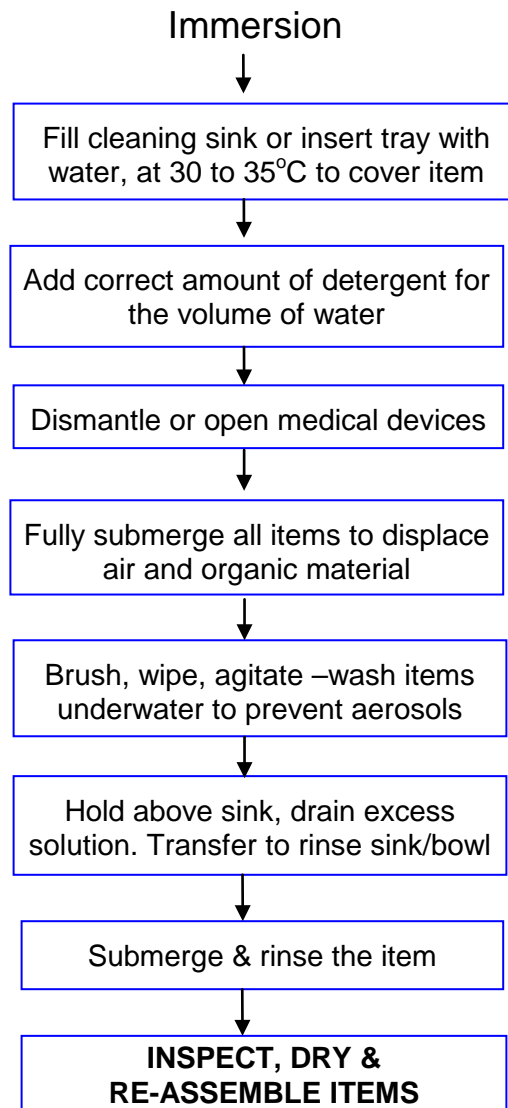 Immersion
Fill cleaning sink or insert tray with
water, at 30 to 35°C to cover item
Add correct amount of detergent for
the volume of water
Dismantle or open medical devices
Fully submerge all items to displace
air and organic material
Brush, wipe, agitate –wash items
underwater to prevent aerosols
Hold above sink, drain excess
solution. Transfer to rinse sink/bowl
Submerge & rinse the item
INSPECT, DRY &
RE-ASSEMBLE ITEMS